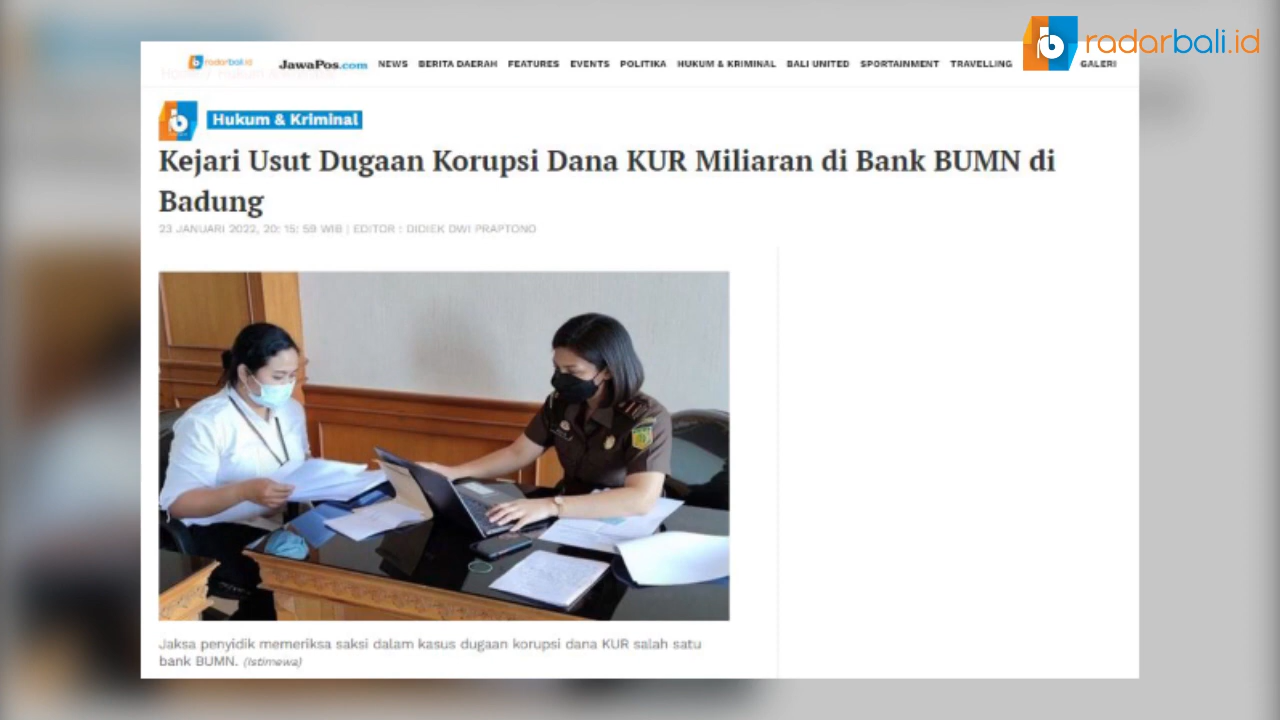 radarbali.id
radarbali.id JawaPos.com NEWS BERITA DAERAH FEATURES EVENTS POLITIKA HUKUM & KRIMINAL BALI UNITED SPORTAINMENT TRAVELLING GALERI
Hukum & Kriminal
Kejari Usut Dugaan Korupsi Dana KUR Miliaran di Bank BUMN di
Badung
23 JANUARI 2022, 20: 15: 59 WIB | EDITOR : DIDIEK DWI PRAPTONO
Jaksa penyidik memeriksa saksi dalam kasus dugaan korupsi dana KUR salah satu
bank BUMN. (Istimewa)